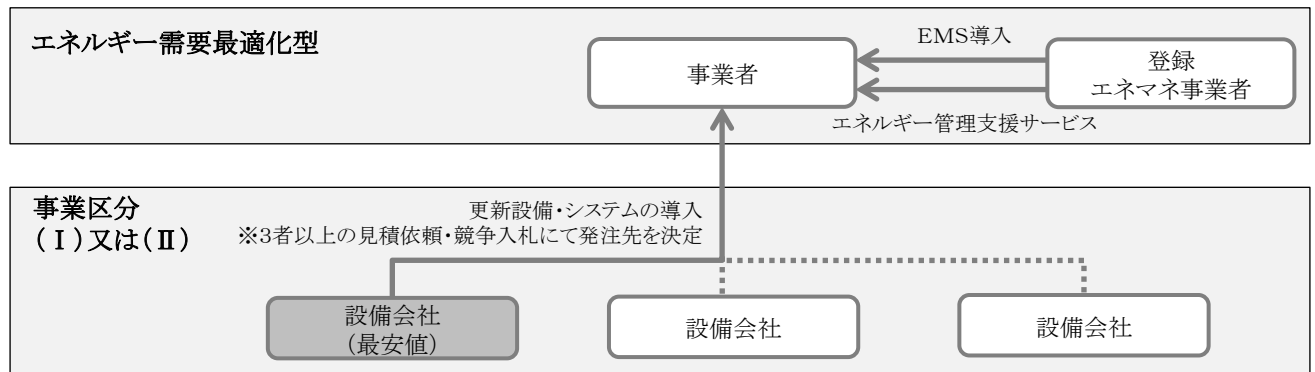 エネルギー需要最適化型
EMS導入
事業者
登録
エネマネ事業者
エネルギー管理支援サービス
事業区分
(Ⅰ)又は(Ⅱ)
更新設備・システムの導入
※3者以上の見積依頼・競争入札にて発注先を決定
設備会社
(最安値)
設備会社
設備会社